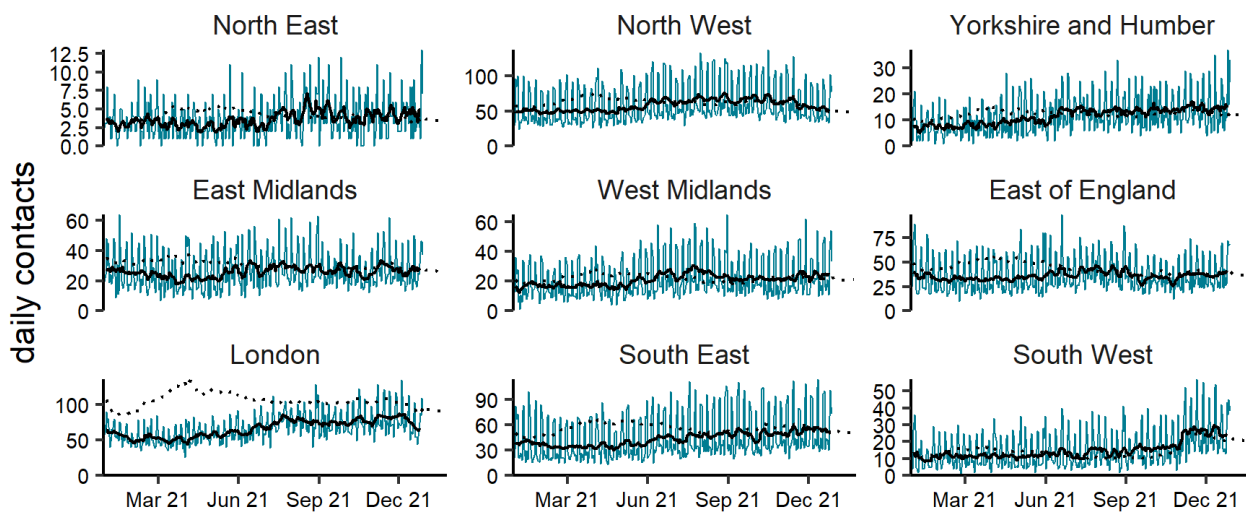 North East
North West
Yorkshire and Humber
12.5
10.0
7.5
5.0
2.5
0.0
100
50
0
30
20
10
0
East Midlands
West Midlands
East of England
60
40
20
0
60
40
20
0
75
50
25
0
London
South East
South West
100
50
0
90
60
30
0
50
40
30
20
10
0
Mar 21 Jun 21 Sep 21 Dec 21
Mar 21 Jun 21 Sep 21 Dec 21
Mar 21 Jun 21 Sep 21 Dec 21
daily contacts